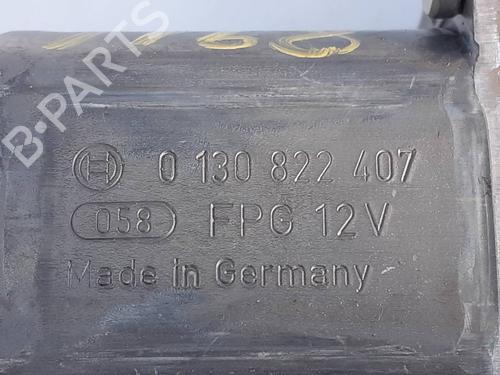 0 130 822 407
058 FPG 12V
Made in Germany
B-PARTS